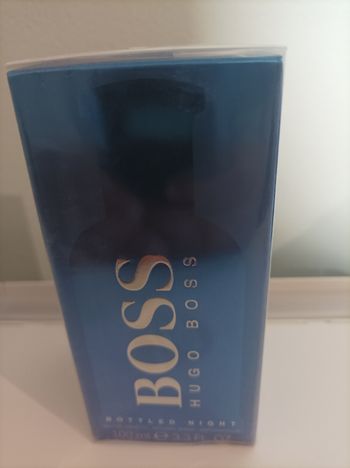 BOSS
HUGO BOSS
BOTTLED NIGHT
100 ml ℮ 3.3 FL. OZ.